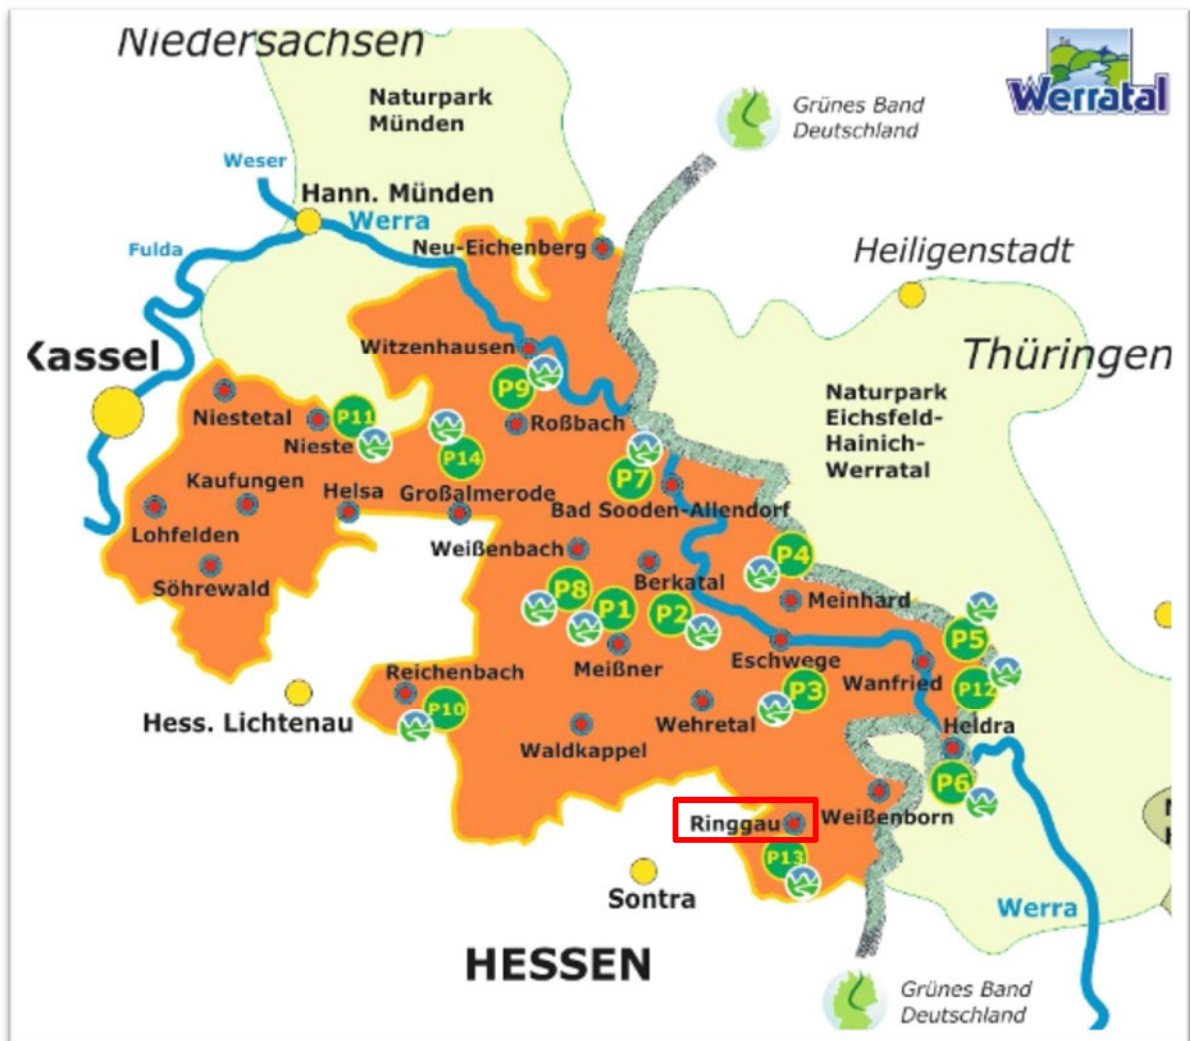 Niedersachsen
Naturpark
Münden
Werratal
Grünes Band
Deutschland
Weser
Hann. Münden
Werra
Fulda
Neu-Eichenberg
Heiligenstadt
Kassel
Witzenhausen
Thüringen
P9
Naturpark
Eichsfeld-
Hainich-
Werratal
Niestetal
P11
Roßbach
Nieste
P14
P7
Kaufungen
Helsa
Großalmerode
Bad Sooden-Allendorf
Lohfelden
Weißenbach
P4
Söhrewald
Berkatal
P8
P1
P2
Meinhard
P5
Meißner
Eschwege
Reichenbach
Wanfried
P12
P3
P10
Hess. Lichtenau
Wehretal
Heldra
Waldkappel
P6
Ringgau
Weißenborn
P13
Sontra
Werra
HESSEN
Grünes Band
Deutschland